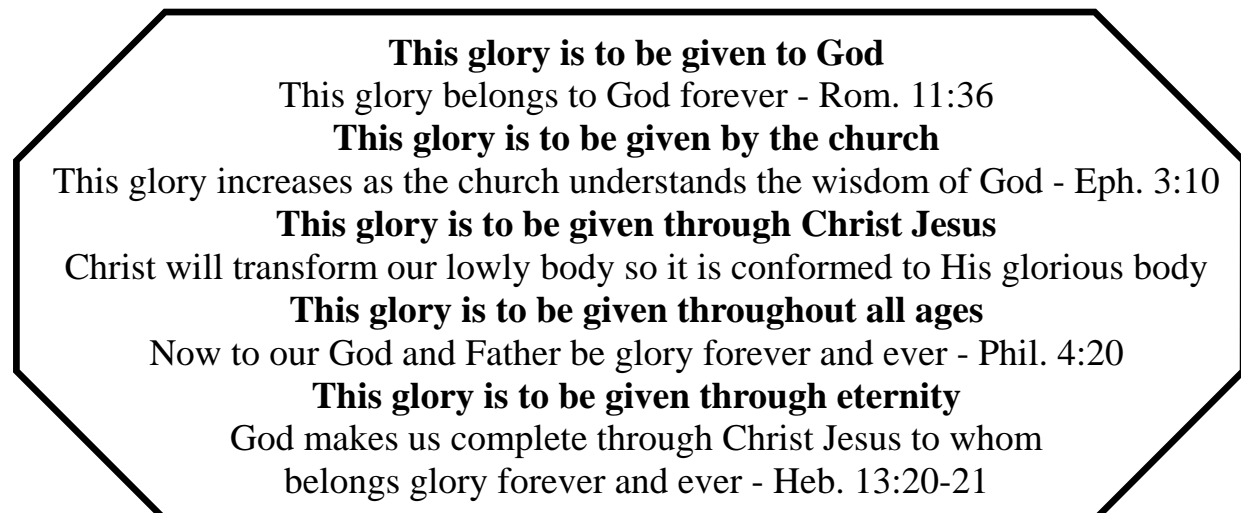 This glory is to be given to God
This glory belongs to God forever - Rom. 11:36
This glory is to be given by the church
This glory increases as the church understands the wisdom of God - Eph. 3:10
This glory is to be given through Christ Jesus
Christ will transform our lowly body so it is conformed to His glorious body
This glory is to be given throughout all ages
Now to our God and Father be glory forever and ever - Phil. 4:20
This glory is to be given through eternity
God makes us complete through Christ Jesus to whom
belongs glory forever and ever - Heb. 13:20-21